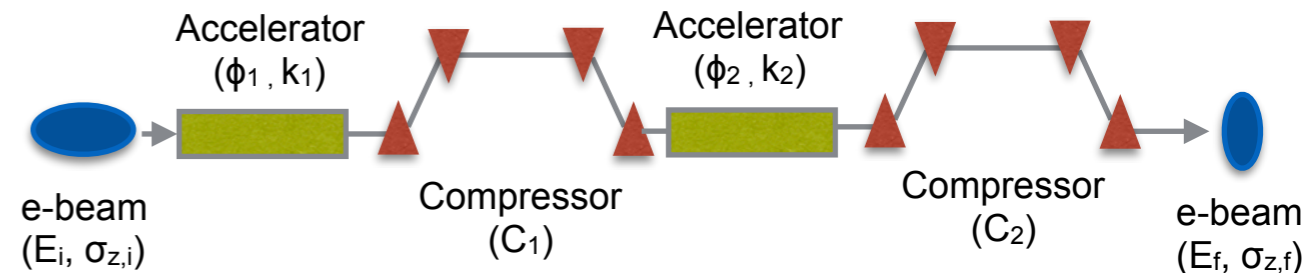 Accelerator
(ϕ₁ , k₁)
Accelerator
(ϕ₂ , k₂)
e-beam
(Eᵢ, σz,i)
Compressor
(C₁)
Compressor
(C₂)
e-beam
(Ef, σz,f)